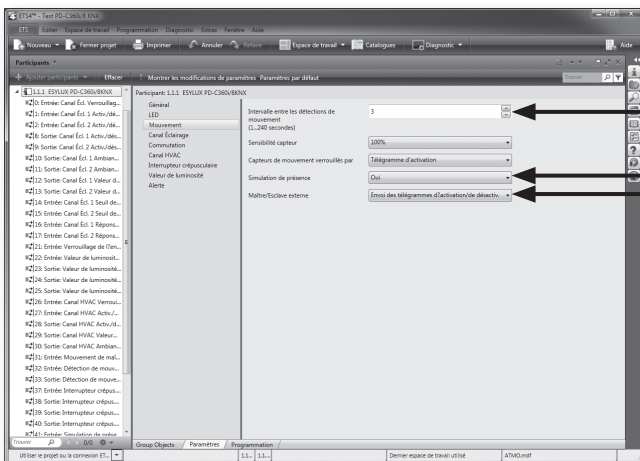 ETS4™ - Test PD-C360i/8 KNX
ETS Editer Espace de travail Programmation Diagnostic Extras Fenêtre Aide
Nouveau Fermer projet Imprimer Annuler Refaire Espace de travail Catalogues Diagnostic Aide
Participants
Ajouter participants Effacer Montrer les modifications de paramètres Paramètres par défaut Trouver
1.1.1 ESYLUX PD-C360i/8KNX
0: Entrée: Canal Écl. Verrouillag...
1: Entrée: Canal Écl. 1 Activ./dé...
2: Entrée: Canal Écl. 2 Activ./dés...
8: Sortie: Canal Écl. 1 Activ./dés...
9: Sortie: Canal Écl. 2 Activ./dés...
10: Sortie: Canal Écl. 1 Ambian...
11: Sortie: Canal Écl. 2 Ambian...
12: Sortie: Canal Écl. 1 Valeur d...
13: Sortie: Canal Écl. 2 Valeur d...
14: Entrée: Canal Écl. 1 Seuil de...
15: Entrée: Canal Écl. 2 Seuil de...
16: Entrée: Canal Écl. 1 Répons...
17: Entrée: Canal Écl. 2 Répons...
21: Entrée: Verrouillage de l?en...
22: Entrée: Valeur de luminosit...
23: Sortie: Valeur de luminosité...
24: Sortie: Valeur de luminosité...
25: Sortie: Valeur de luminosité...
26: Entrée: Canal HVAC Verroui...
27: Entrée: Canal HVAC Activ./...
28: Sortie: Canal HVAC Activ./d...
29: Sortie: Canal HVAC Valeur...
30: Sortie: Canal HVAC Ambian...
31: Entrée: Mouvement de maî...
32: Entrée: Détection de mouv...
33: Sortie: Détection de mouve...
37: Entrée: Interrupteur crépus....
38: Sortie: Interrupteur crépus....
39: Sortie: Interrupteur crépus....
40: Sortie: Interrupteur crépus....
41: Entrée: Simulation de prése...
Trouver 0/0
Participant: 1.1.1 ESYLUX PD-C360i/8KNX
Général
LED
Mouvement
Canal Éclairage
Commutation
Canal HVAC
Interrupteur crépusculaire
Valeur de luminosité
Alerte
Intervalle entre les détections de
mouvement
(1...240 secondes)
3
Sensibilité capteur 100%
Capteurs de mouvement verrouillés par Télégramme d'activation
Simulation de présence Oui
Maître/Esclave externe Envoi des télégrammes d?activation/de désactiv.
Group Objects Paramètres Programmation
Utiliser le projet ou la connexion ET... 1.1... 1.1... Dernier espace de travail utilisé ATMO.mdf